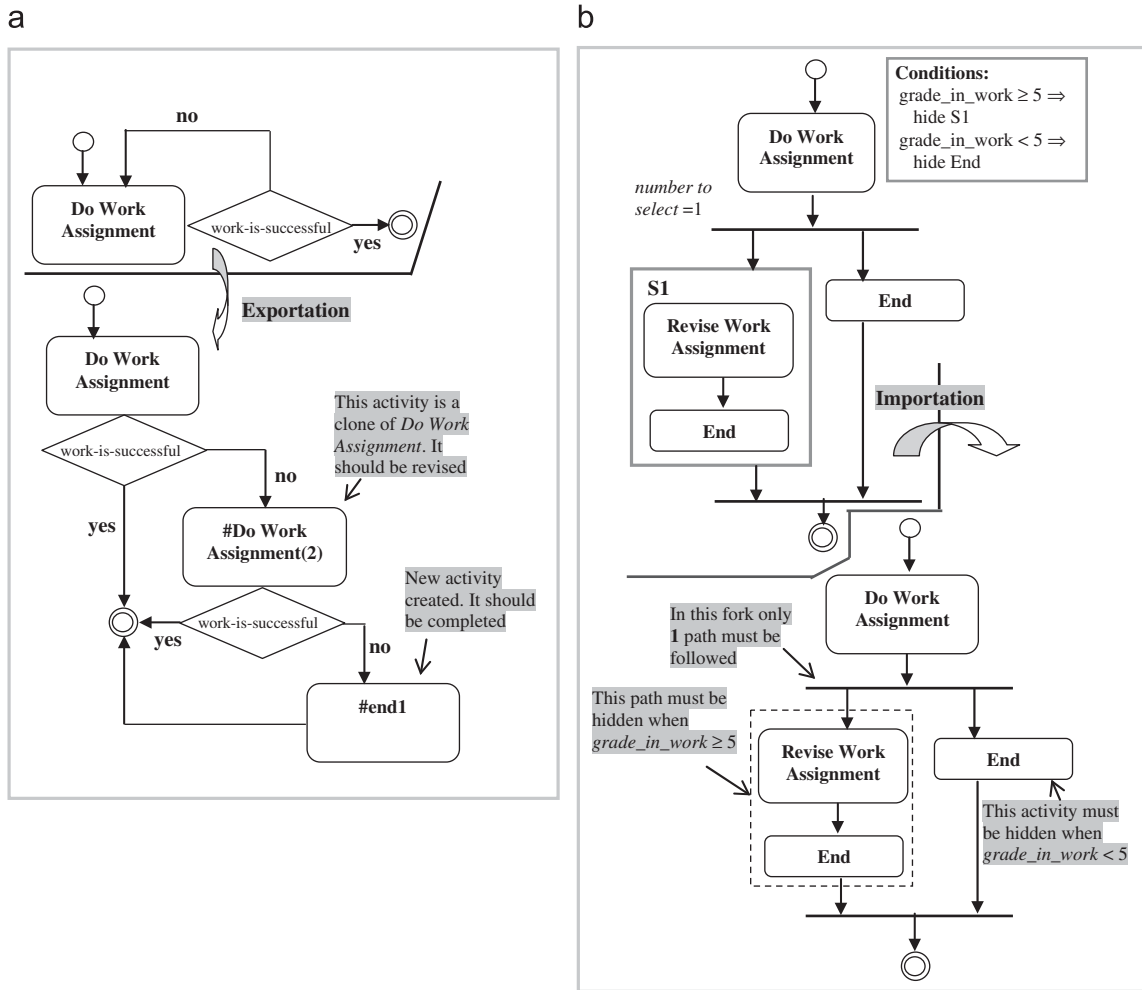 a
no
Do Work
Assignment
work-is-successful
yes
Exportation
Do Work
Assignment
work-is-successful
This activity is a
clone of Do Work
Assignment. It
should be revised
no
yes
#Do Work
Assignment(2)
New activity
created. It should
be completed
work-is-successful
yes
no
#end1
b
Conditions:
grade_in_work ≥ 5 ⇒
hide S1
grade_in_work < 5 ⇒
hide End
Do Work
Assignment
number to
select =1
S1
Revise Work
Assignment
End
End
Importation
Do Work
Assignment
In this fork only
1 path must be
followed
This path must be
hidden when
grade_in_work ≥ 5
Revise Work
Assignment
End
End
This activity must
be hidden when
grade_in_work < 5